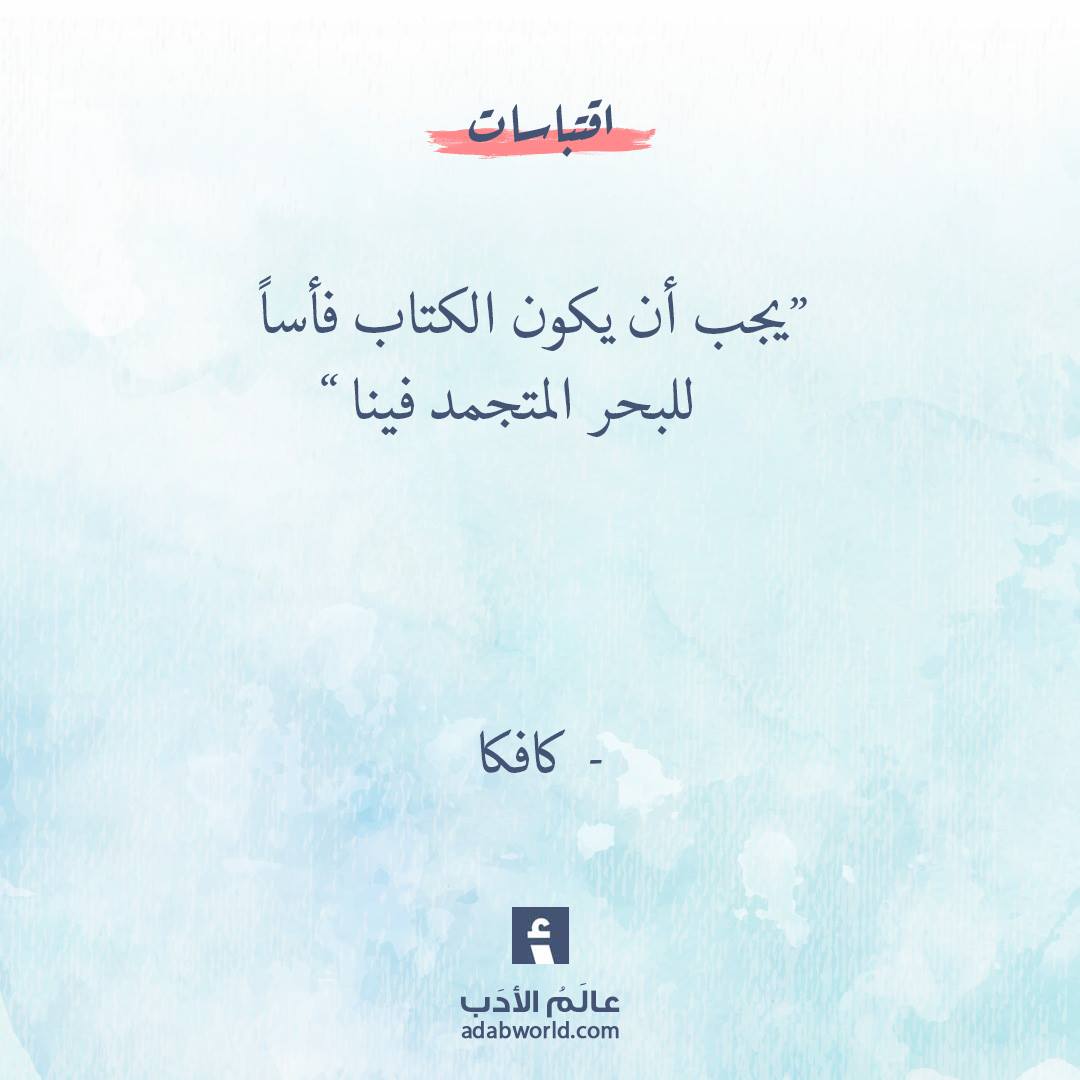 اقتباسات
”يجب أن يكون الكتاب فأساً
للبحر المتجمد فينا “
- كافكا
أ
عالَمُ الأدَب
adabworld.com